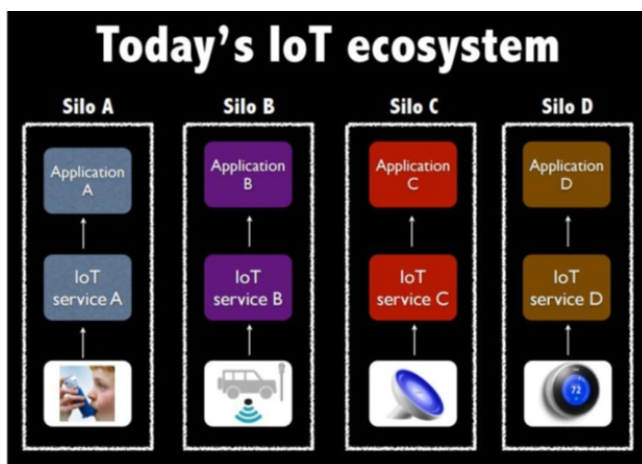 Today's IoT ecosystem
Silo A
Silo B
Silo C
Silo D
Application
A
Application
B
Application
C
Application
D
IoT
service A
IoT
service B
IoT
service C
IoT
service D
72